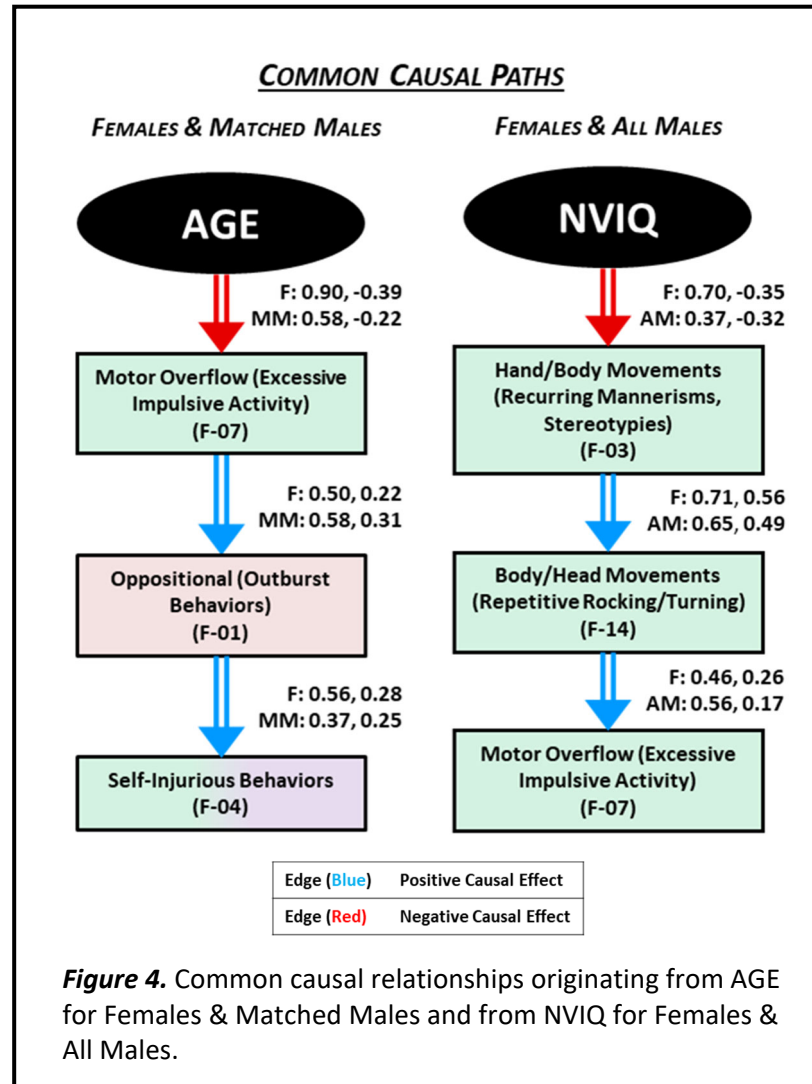 COMMON CAUSAL PATHS
FEMALES & MATCHED MALES
AGE
F: 0.90, -0.39
MM: 0.58, -0.22
Motor Overflow (Excessive
Impulsive Activity)
(F-07)
F: 0.50, 0.22
MM: 0.58, 0.31
Oppositional (Outburst
Behaviors)
(F-01)
F: 0.56, 0.28
MM: 0.37, 0.25
Self-Injurious Behaviors
(F-04)
FEMALES & ALL MALES
NVIQ
F: 0.70, -0.35
AM: 0.37, -0.32
Hand/Body Movements
(Recurring Mannerisms,
Stereotypies)
(F-03)
F: 0.71, 0.56
AM: 0.65, 0.49
Body/Head Movements
(Repetitive Rocking/Turning)
(F-14)
F: 0.46, 0.26
AM: 0.56, 0.17
Motor Overflow (Excessive
Impulsive Activity)
(F-07)
Edge (Blue) Positive Causal Effect
Edge (Red) Negative Causal Effect
Figure 4. Common causal relationships originating from AGE
for Females & Matched Males and from NVIQ for Females &
All Males.